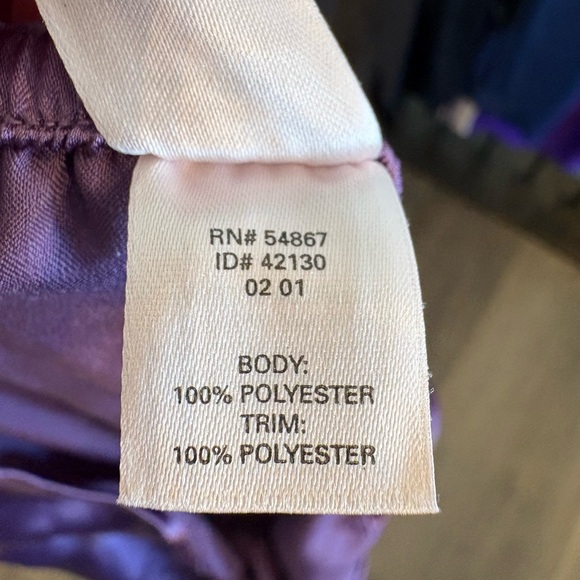 RN# 54867
ID# 42130
02 01
BODY:
100% POLYESTER
TRIM:
100% POLYESTER